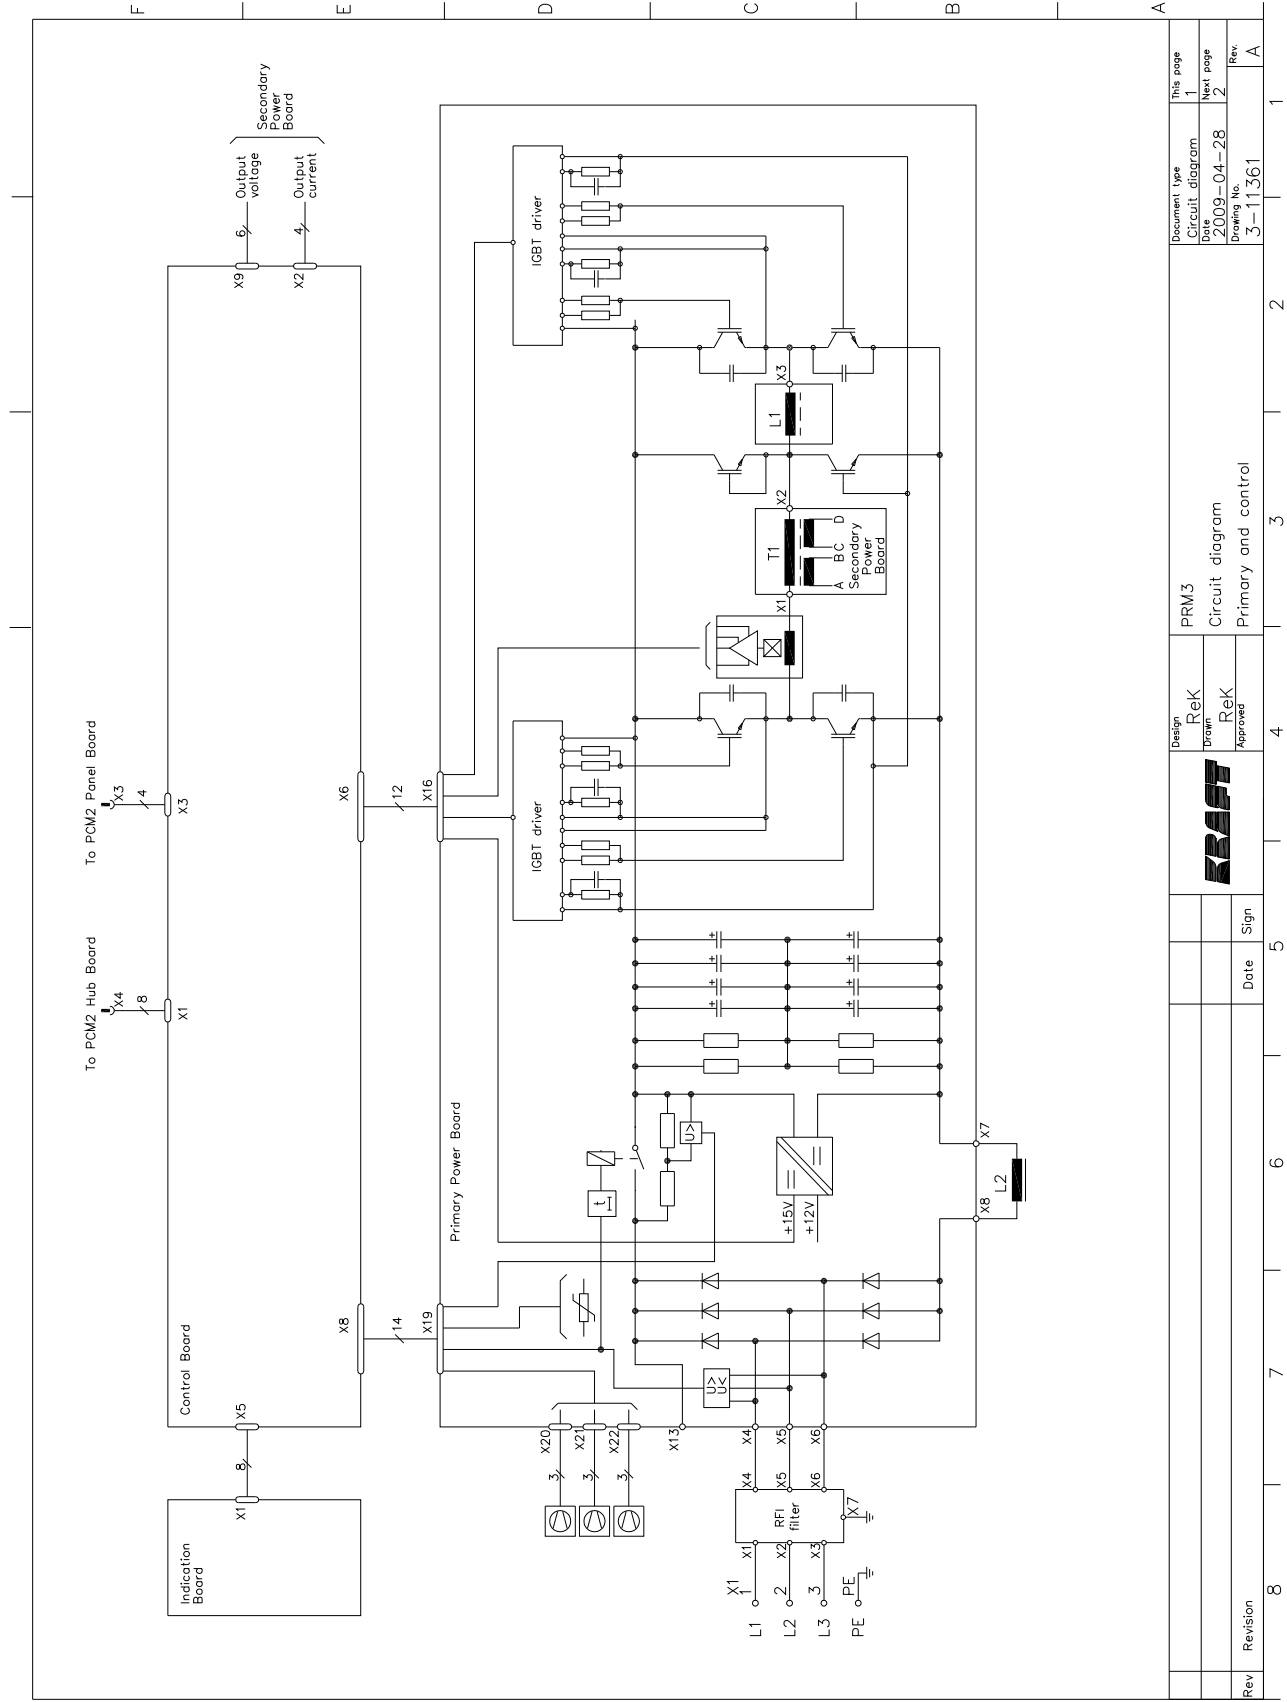 8
7
6
5
4
3
2
1
F
E
D
C
B
A
Indication
Board
X1
8
X5
Control Board
To PCM2 Hub Board
X4
8
X1
To PCM2 Panel Board
X3
4
X3
X9
6
Output
voltage
X2
4
Output
current
Secondary
Power
Board
X8
14
X19
X6
12
X16
Primary Power Board
IGBT driver
IGBT driver
X20
3
X21
3
X22
3
X13
t
U>
U>
U<
X1
L1
1
X1
X4
X4
L2
2
X2
X5
X5
L3
3
X3
X6
X6
PE
PE
RFI
filter
X7
+15V
+12V
X8
X7
L2
X1
T1
X2
A
B
C
D
Secondary
Power
Board
L1
X3
Rev
Revision
Date
Sign
KRAFT
Design
ReK
Drawn
ReK
Approved
PRM3
Circuit diagram
Primary and control
Document type
Circuit diagram
Date
2009-04-28
Drawing No.
3-11361
This page
1
Next page
2
Rev.
A